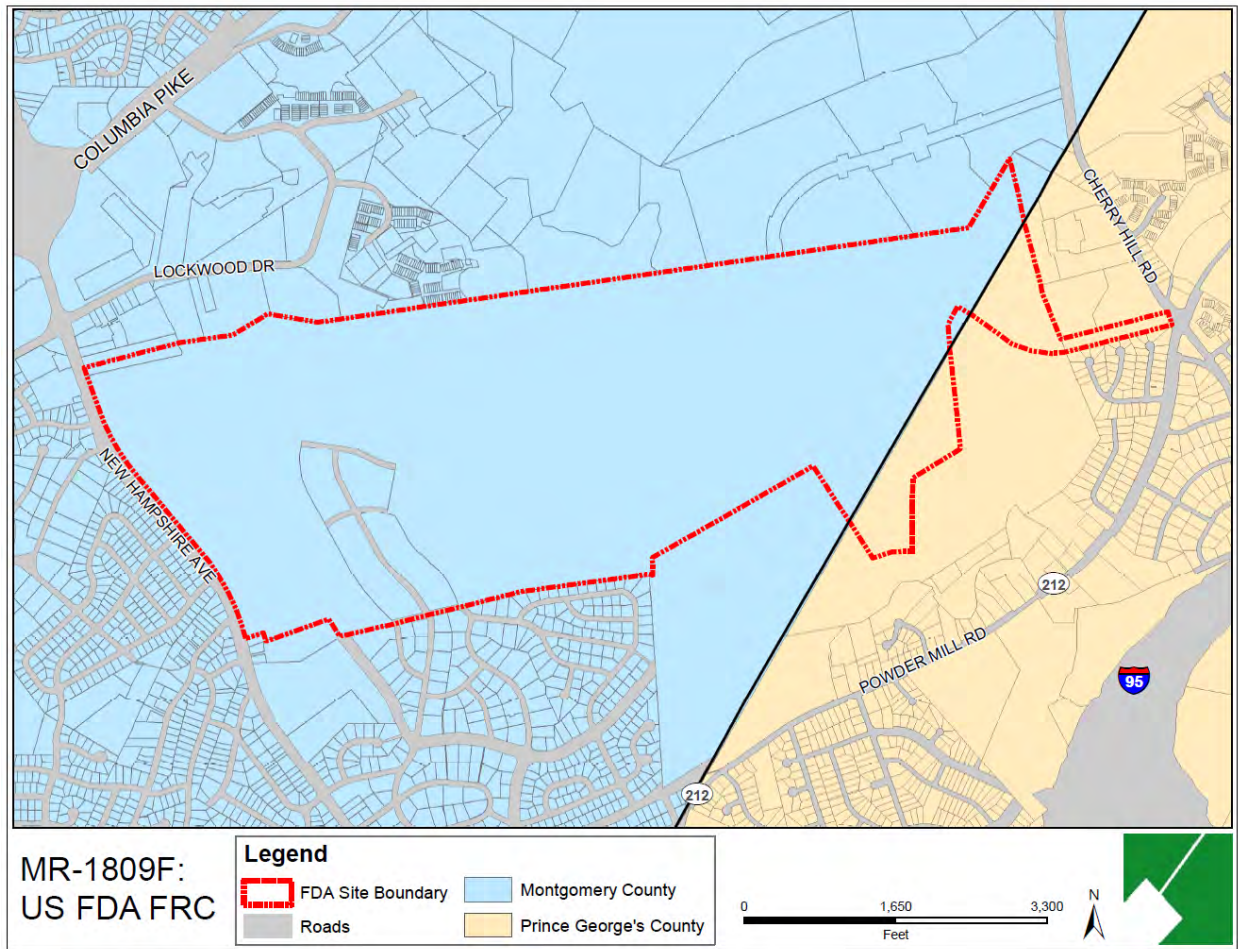 COLUMBIA PIKE
LOCKWOOD DR
CHERRY HILL RD
NEW HAMPSHIRE AVE
212
POWDER MILL RD
95
212
MR-1809F:
US FDA FRC
Legend
FDA Site Boundary
Roads
Montgomery County
Prince George's County
0 1,650 3,300
Feet
N